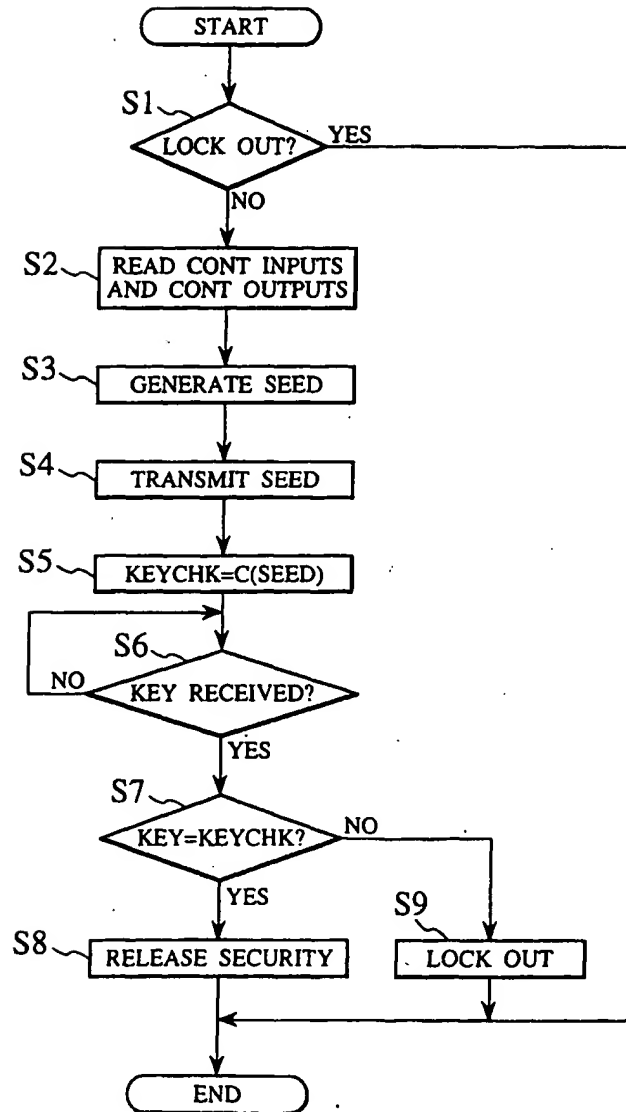 START
S1
LOCK OUT?
YES
NO
S2
READ CONT INPUTS
AND CONT OUTPUTS
S3
GENERATE SEED
S4
TRANSMIT SEED
S5
KEYCHK=C(SEED)
S6
NO
KEY RECEIVED?
YES
S7
KEY=KEYCHK?
NO
YES
S8
RELEASE SECURITY
S9
LOCK OUT
END